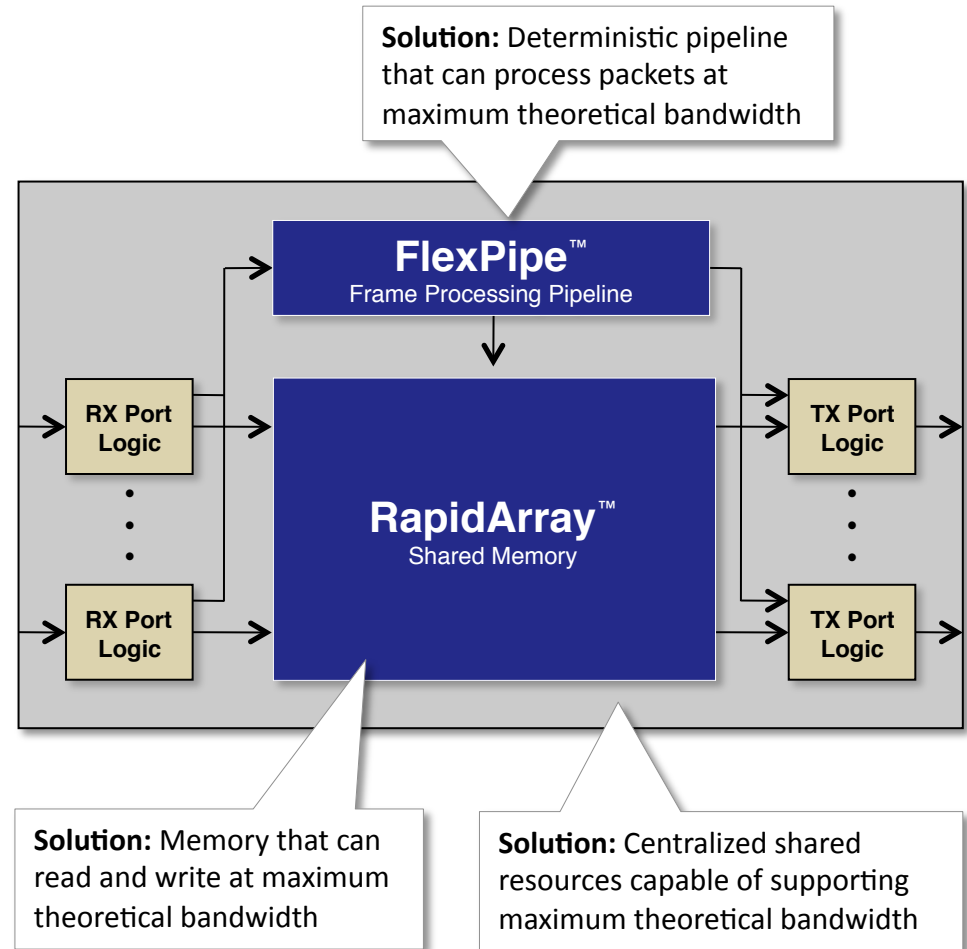 Solution: Deterministic pipeline
that can process packets at
maximum theoretical bandwidth
FlexPipe™
Frame Processing Pipeline
RX Port
Logic
TX Port
Logic
RapidArray™
Shared Memory
RX Port
Logic
TX Port
Logic
Solution: Memory that can
read and write at maximum
theoretical bandwidth
Solution: Centralized shared
resources capable of supporting
maximum theoretical bandwidth